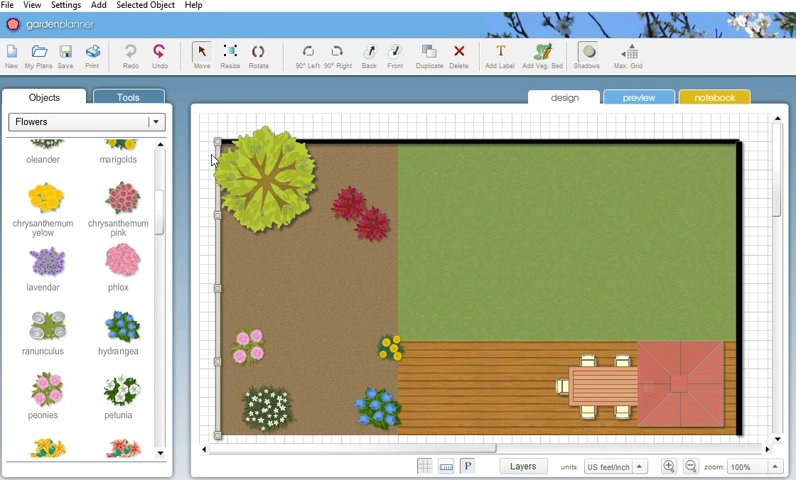 File View Settings Add Selected Object Help
gardenplanner
New My Plans Save Print Redo Undo Move Resize Rotate 90° Left 90° Right Back Front Duplicate Delete Add Label Add Veg. Bed Shadows Max. Grid
Objects Tools
design preview notebook
Flowers
oleander marigolds
chrysanthemum yelow
chrysanthemum pink
lavendar phlox
ranunculus hydrangea
peonies petunia
P Layers units: US feet/inch zoom: 100%